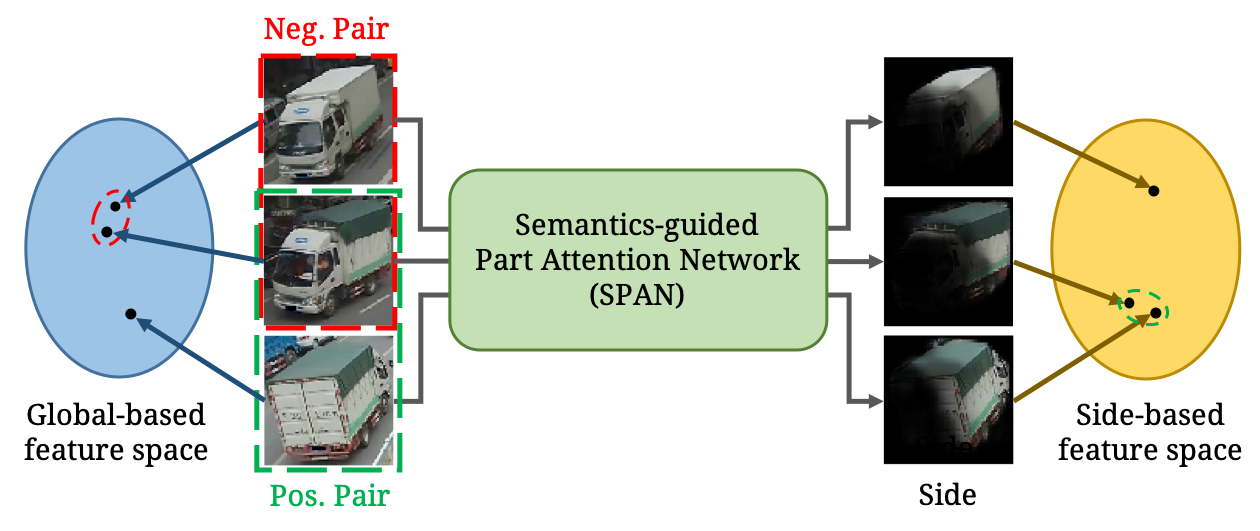 Neg. Pair
Semantics-guided
Part Attention Network
(SPAN)
Global-based
feature space
Side-based
feature space
Side
Pos. Pair
Side